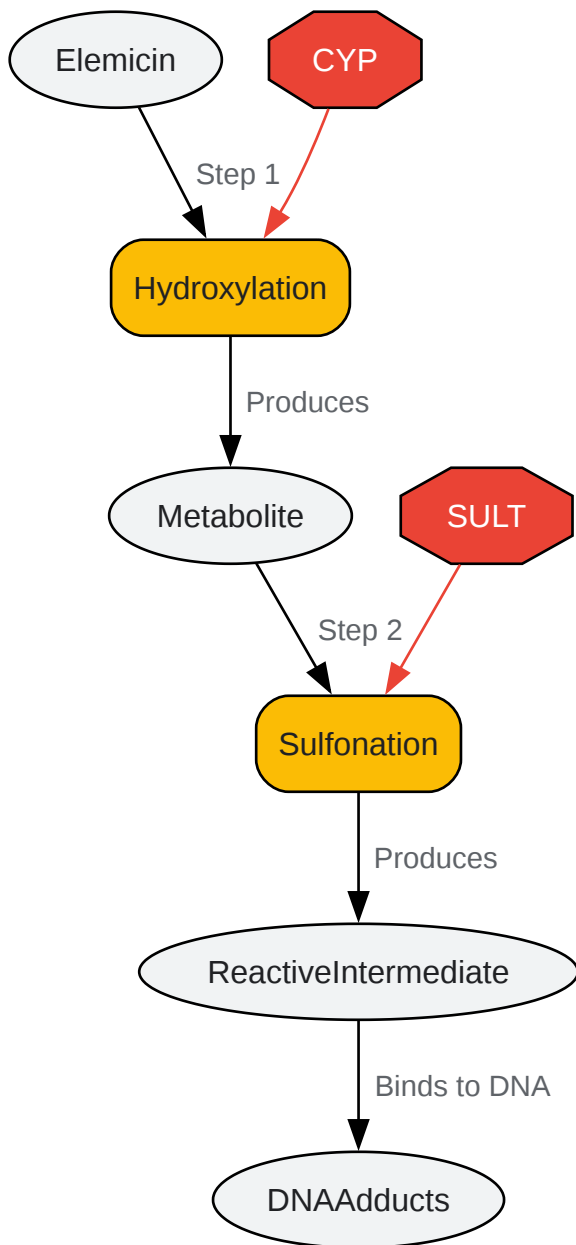 Elemicin
CYP
Step 1
Hydroxylation
Produces
Metabolite
SULT
Step 2
Sulfonation
Produces
ReactiveIntermediate
Binds to DNA
DNAAdducts